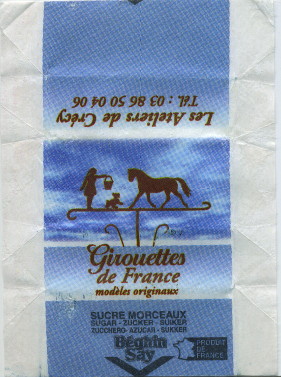 Les Ateliers de Crécy
Tél. : 03 86 50 04 06
Girouettes
de France
modèles originaux
SUCRE MORCEAUX
SUGAR - ZUCKER - SUIKER
ZUCCHERO - AZUCAR - SUKKER
Béghin
Say
PRODUIT
DE FRANCE